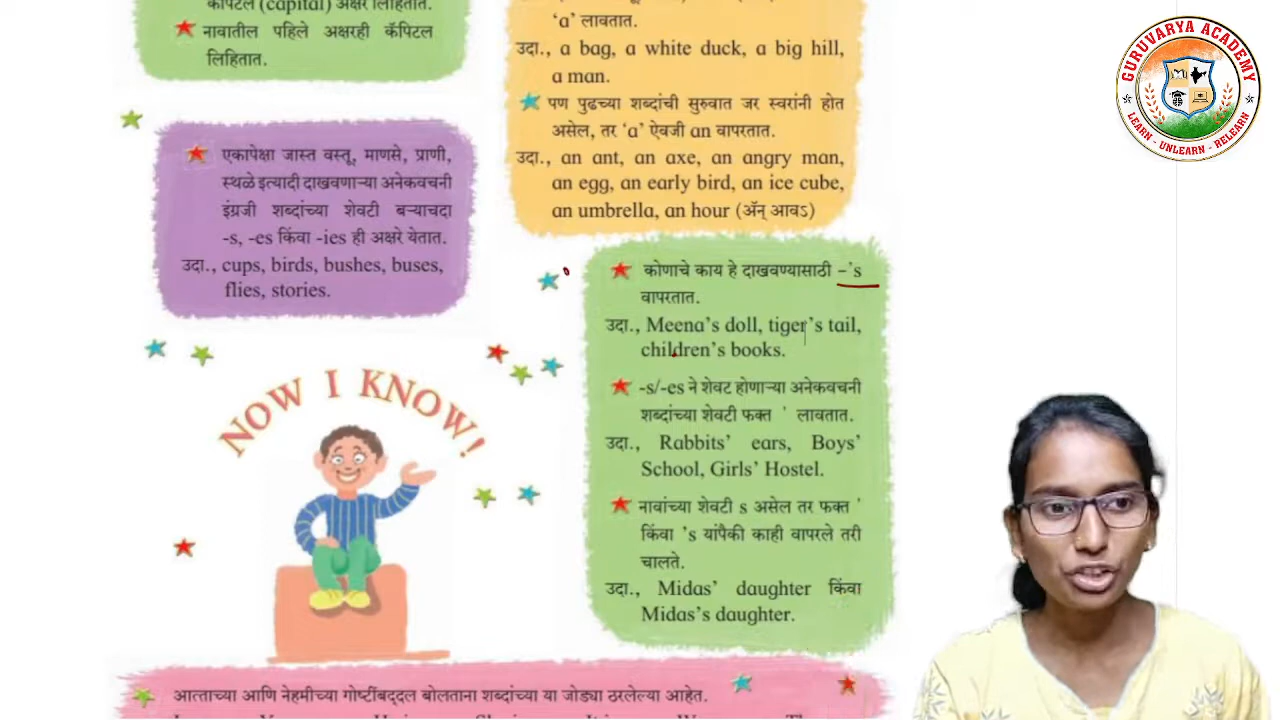 कॅपिटल (capital) अक्षर लिहितात.
नावातील पहिले अक्षरही कॅपिटल
लिहितात.
एकापेक्षा जास्त वस्तू, माणसे, प्राणी,
स्थळे इत्यादी दाखवणाऱ्या अनेकवचनी
इंग्रजी शब्दांच्या शेवटी बऱ्याचदा
-s, -es किंवा -ies ही अक्षरे येतात.
उदा., cups, birds, bushes, buses,
flies, stories.
NOW I KNOW!
'a' लावतात.
उदा., a bag, a white duck, a big hill,
a man.
पण पुढच्या शब्दांची सुरुवात जर स्वरांनी होत
असेल, तर 'a' ऐवजी an वापरतात.
उदा., an ant, an axe, an angry man,
an egg, an early bird, an ice cube,
an umbrella, an hour (ॲन् आवऽ)
कोणाचे काय हे दाखवण्यासाठी -'s
वापरतात.
उदा., Meena's doll, tiger's tail,
children's books.
-s/-es ने शेवट होणाऱ्या अनेकवचनी
शब्दांच्या शेवटी फक्त ' लावतात.
उदा., Rabbits' ears, Boys'
School, Girls' Hostel.
नावांच्या शेवटी s असेल तर फक्त '
किंवा 's यांपैकी काही वापरले तरी
चालते.
उदा., Midas' daughter किंवा
Midas's daughter.
आत्ताच्या आणि नेहमीच्या गोष्टींबद्दल बोलताना शब्दांच्या या जोड्या ठरलेल्या आहेत.
GURUVARYA ACADEMY
LEARN - UNLEARN - RELEARN